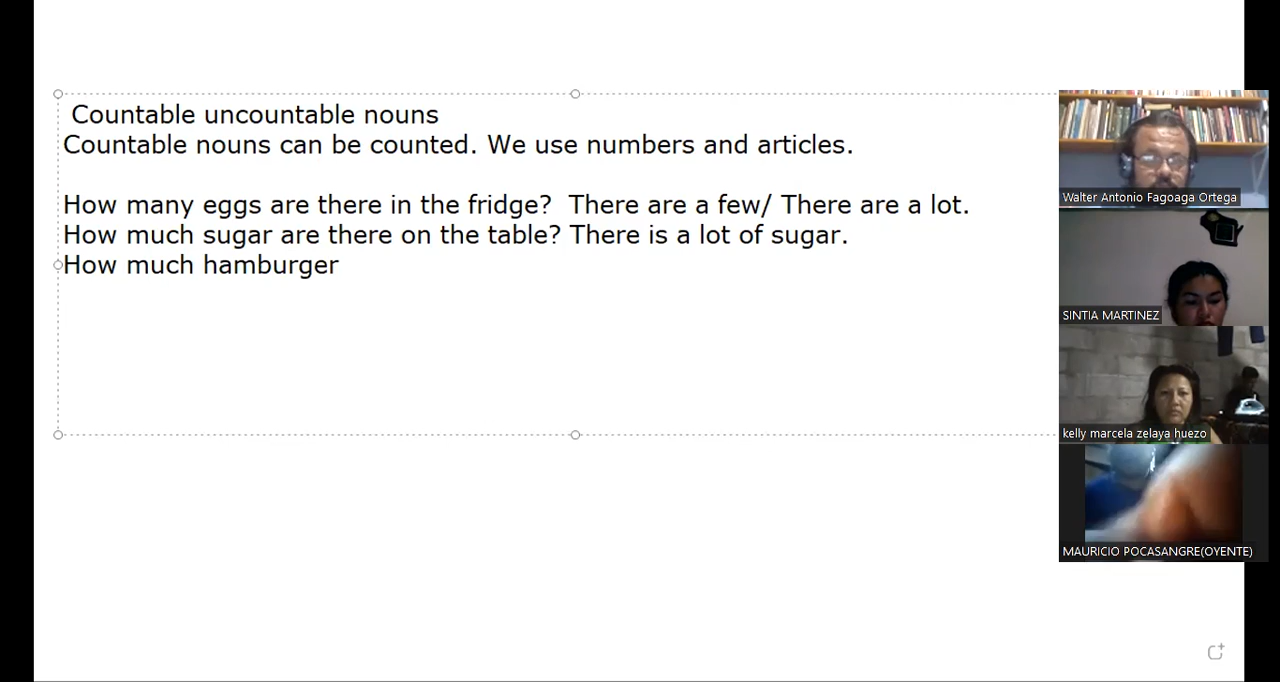 Countable uncountable nouns
Countable nouns can be counted. We use numbers and articles.
How many eggs are there in the fridge?  There are a few/ There are a lot.
How much sugar are there on the table? There is a lot of sugar.
How much hamburger
Walter Antonio Fagoaga Ortega
SINTIA MARTINEZ
kelly marcela zelaya huezo
MAURICIO POCASANGRE(OYENTE)